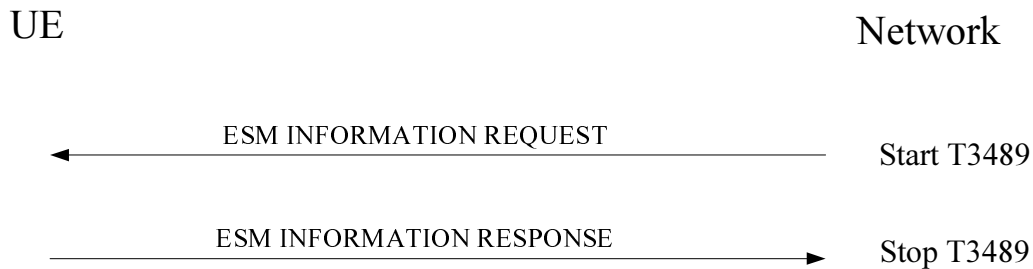 UE
Network
ESM INFORMATION REQUEST
Start T3489
ESM INFORMATION RESPONSE
Stop T3489